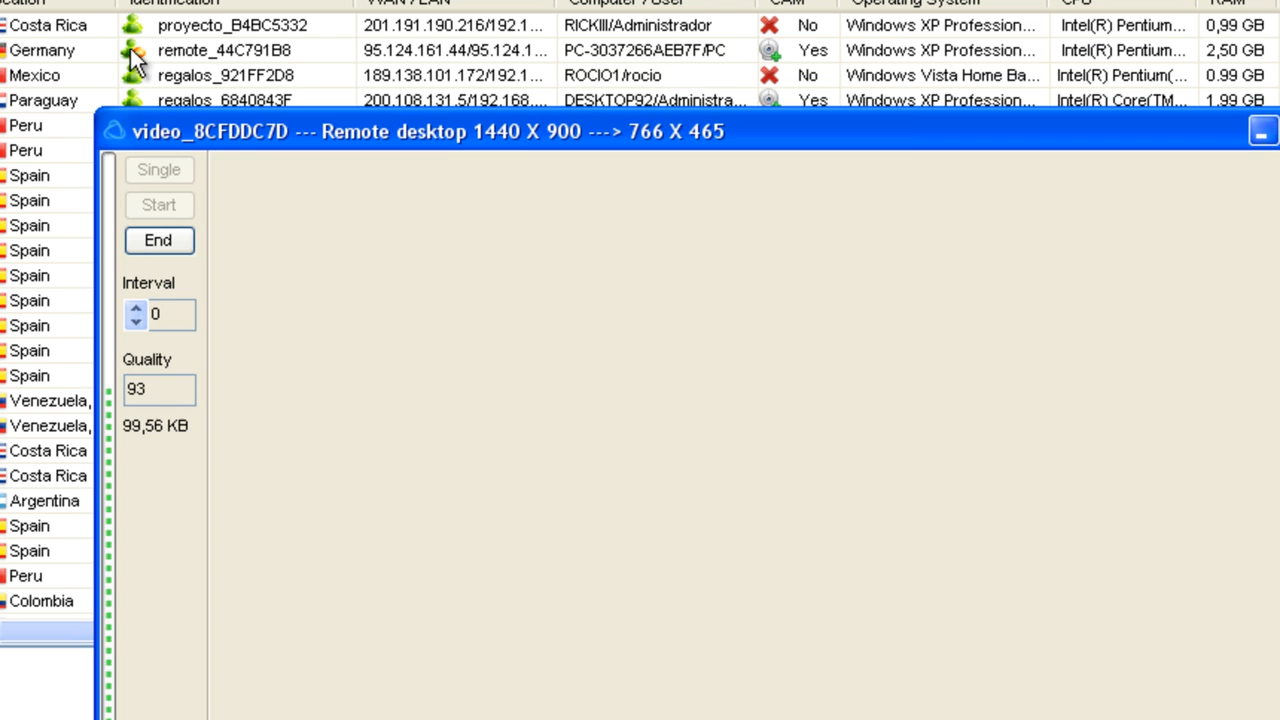 ocation Identification WAN / LAN Computer / User CAM Operating System CPU RAM
Costa Rica proyecto_B4BC5332 201.191.190.216/192.1... RICKIII/Administrador No Windows XP Profession... Intel(R) Pentium... 0,99 GB
Germany remote_44C791B8 95.124.161.44/95.124.1... PC-3037266AEB7F/PC Yes Windows XP Profession... Intel(R) Pentium... 2,50 GB
Mexico regalos_921FF2D8 189.138.101.172/192.1... ROCIO1/rocio No Windows Vista Home Ba... Intel(R) Pentium(... 0.99 GB
Paraguay regalos_6840843F 200.108.131.5/192.168.... DESKTOP92/Administra... Yes Windows XP Profession... Intel(R) Core(TM... 1,99 GB
Peru
video_8CFDDC7D --- Remote desktop 1440 X 900 ---> 766 X 465
Peru
Single
Spain
Spain
Start
Spain
End
Spain
Spain
Interval
Spain
0
Spain
Spain
Quality
Spain
93
Venezuela,
Venezuela,
99,56 KB
Costa Rica
Costa Rica
Argentina
Spain
Spain
Peru
Colombia